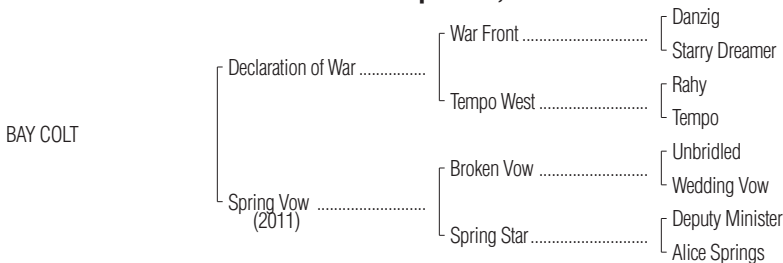 Danzig
War Front
Starry Dreamer
Declaration of War
Rahy
Tempo West
Tempo
BAY COLT
Unbridled
Broken Vow
Wedding Vow
Spring Vow
(2011)
Deputy Minister
Spring Star
Alice Springs